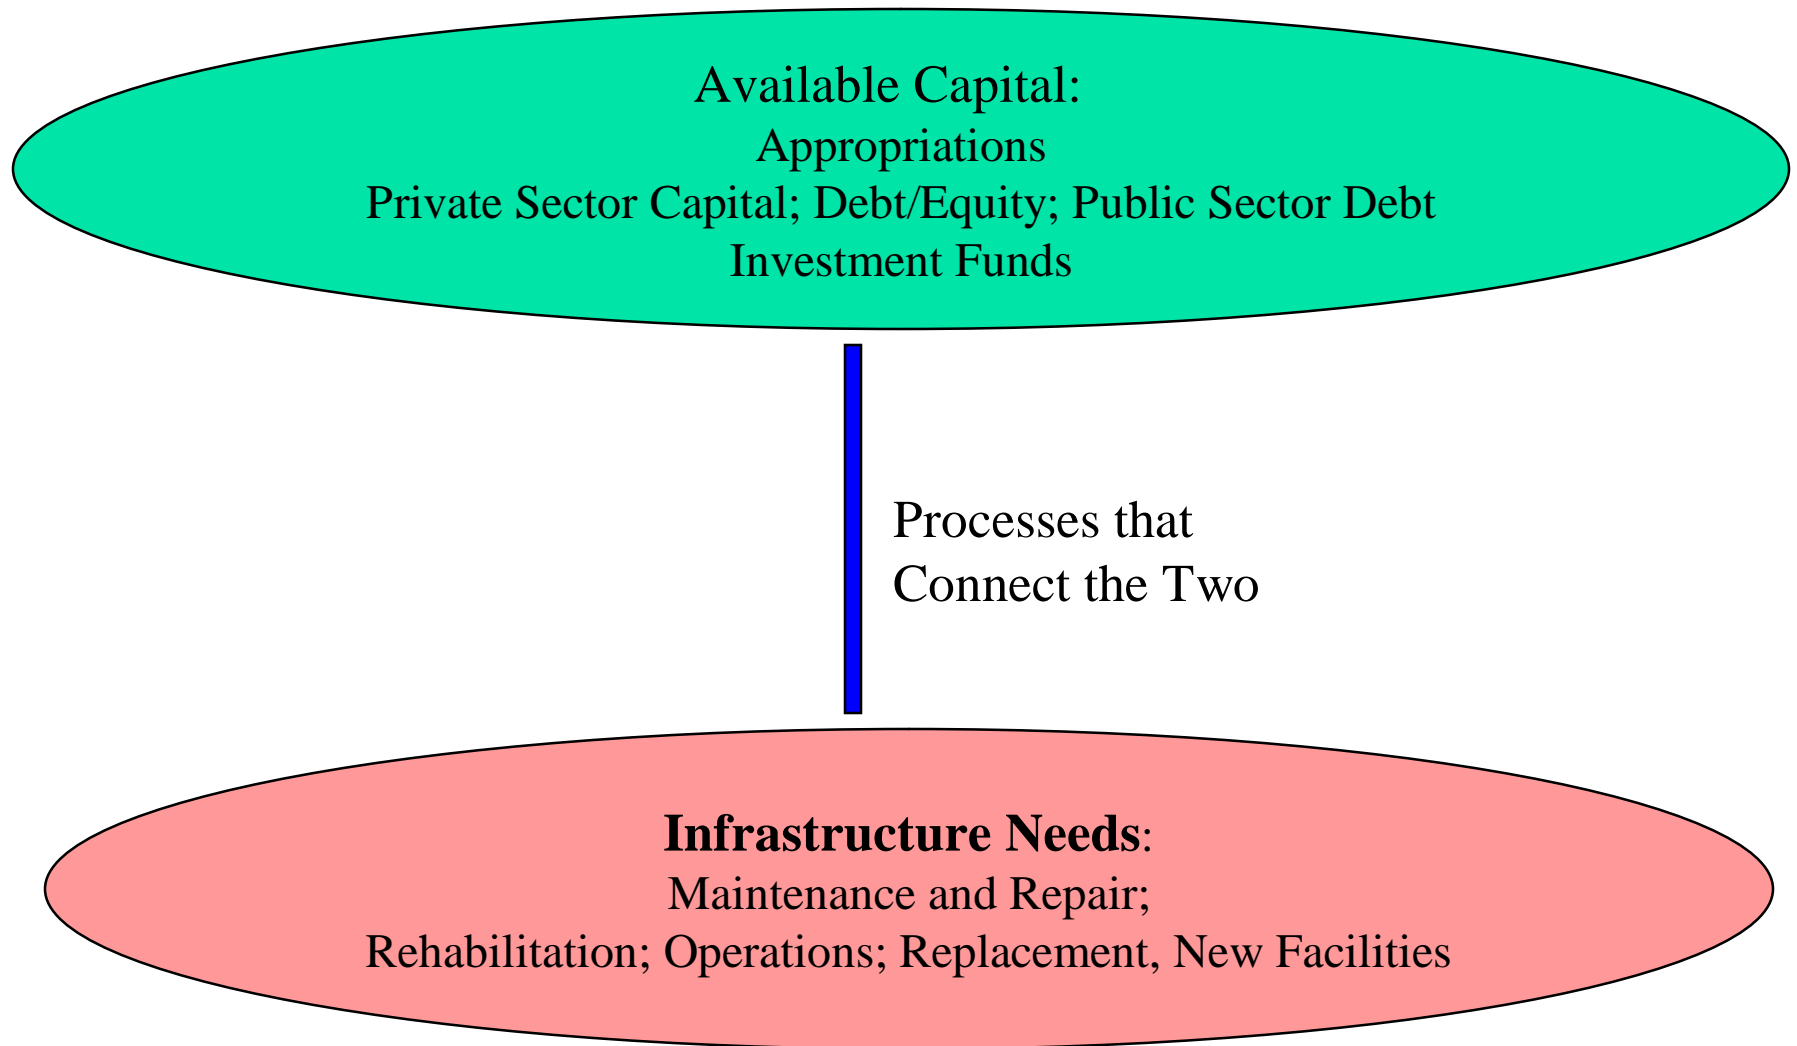 Available Capital:
Appropriations
Private Sector Capital; Debt/Equity; Public Sector Debt
Investment Funds
Processes that
Connect the Two
Infrastructure Needs:
Maintenance and Repair;
Rehabilitation; Operations; Replacement, New Facilities